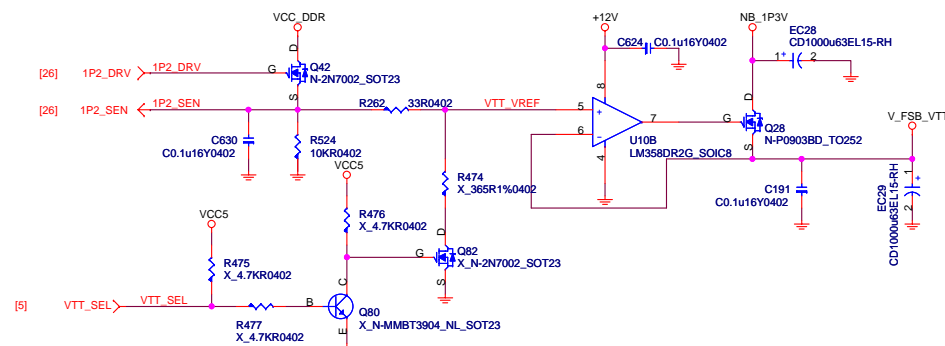 VCC_DDR
+12V
NB_1P3V
C624
C0.1u16Y0402
EC28
CD1000u63EL15-RH
1
+
2
[26]
1P2_DRV
1P2_DRV
G
D
S
Q42
N-2N7002_SOT23
8
[26]
1P2_SEN
1P2_SEN
R262
33R0402
VTT_VREF
5
+
6
-
7
4
U10B
LM358DR2G_SOIC8
G
D
S
Q28
N-P0903BD_TO252
V_FSB_VTT
C630
C0.1u16Y0402
R524
10KR0402
R474
X_365R1%0402
C191
C0.1u16Y0402
1
+
2
EC29
CD1000u63EL15-RH
VCC5
VCC5
R476
X_4.7KR0402
R475
X_4.7KR0402
G
D
S
Q82
X_N-2N7002_SOT23
[5]
VTT_SEL
VTT_SEL
R477
X_4.7KR0402
B
C
E
Q80
X_N-MMBT3904_NL_SOT23